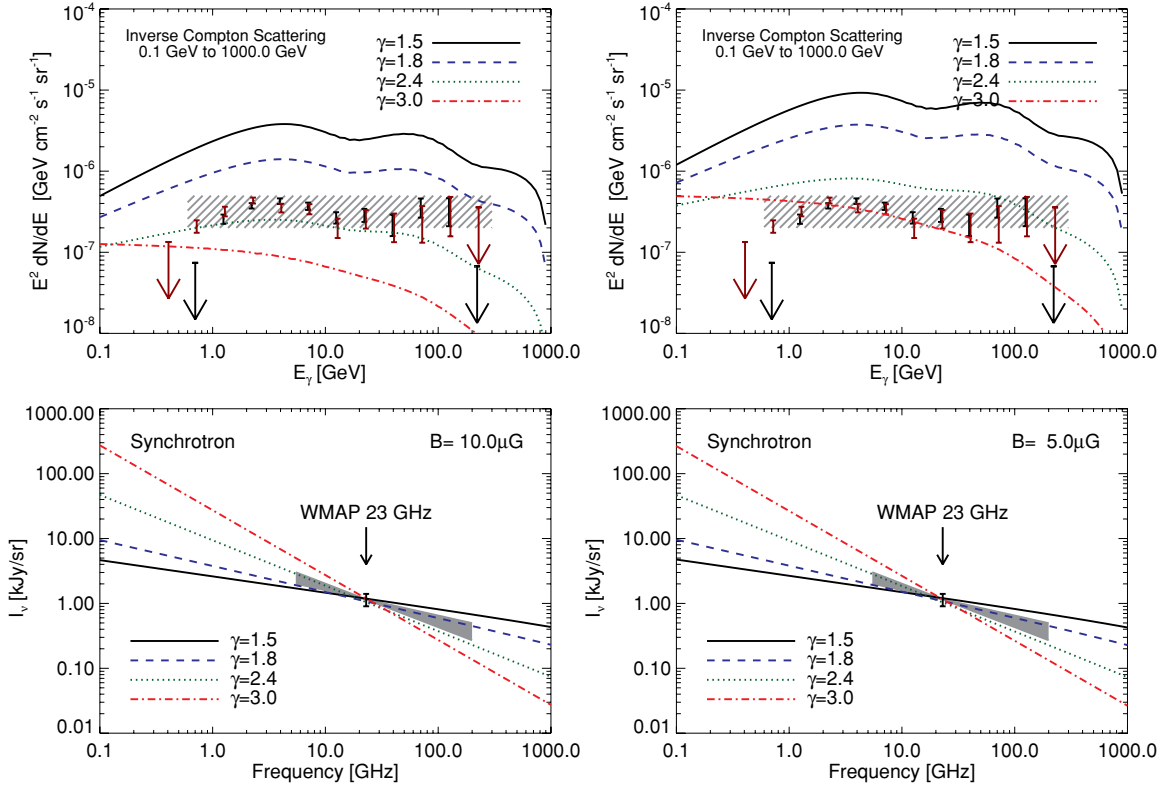 10⁻⁴
10⁻⁵
10⁻⁶
10⁻⁷
10⁻⁸
E² dN/dE [GeV cm⁻² s⁻¹ sr⁻¹]
Inverse Compton Scattering
0.1 GeV to 1000.0 GeV
γ=1.5
γ=1.8
γ=2.4
γ=3.0
0.1 1.0 10.0 100.0 1000.0
E_γ [GeV]
10⁻⁴
10⁻⁵
10⁻⁶
10⁻⁷
10⁻⁸
E² dN/dE [GeV cm⁻² s⁻¹ sr⁻¹]
Inverse Compton Scattering
0.1 GeV to 1000.0 GeV
γ=1.5
γ=1.8
γ=2.4
γ=3.0
0.1 1.0 10.0 100.0 1000.0
E_γ [GeV]
1000.00
100.00
10.00
1.00
0.10
0.01
I_ν [kJy/sr]
Synchrotron
B= 10.0μG
WMAP 23 GHz
γ=1.5
γ=1.8
γ=2.4
γ=3.0
0.1 1.0 10.0 100.0 1000.0
Frequency [GHz]
1000.00
100.00
10.00
1.00
0.10
0.01
I_ν [kJy/sr]
Synchrotron
B= 5.0μG
WMAP 23 GHz
γ=1.5
γ=1.8
γ=2.4
γ=3.0
0.1 1.0 10.0 100.0 1000.0
Frequency [GHz]